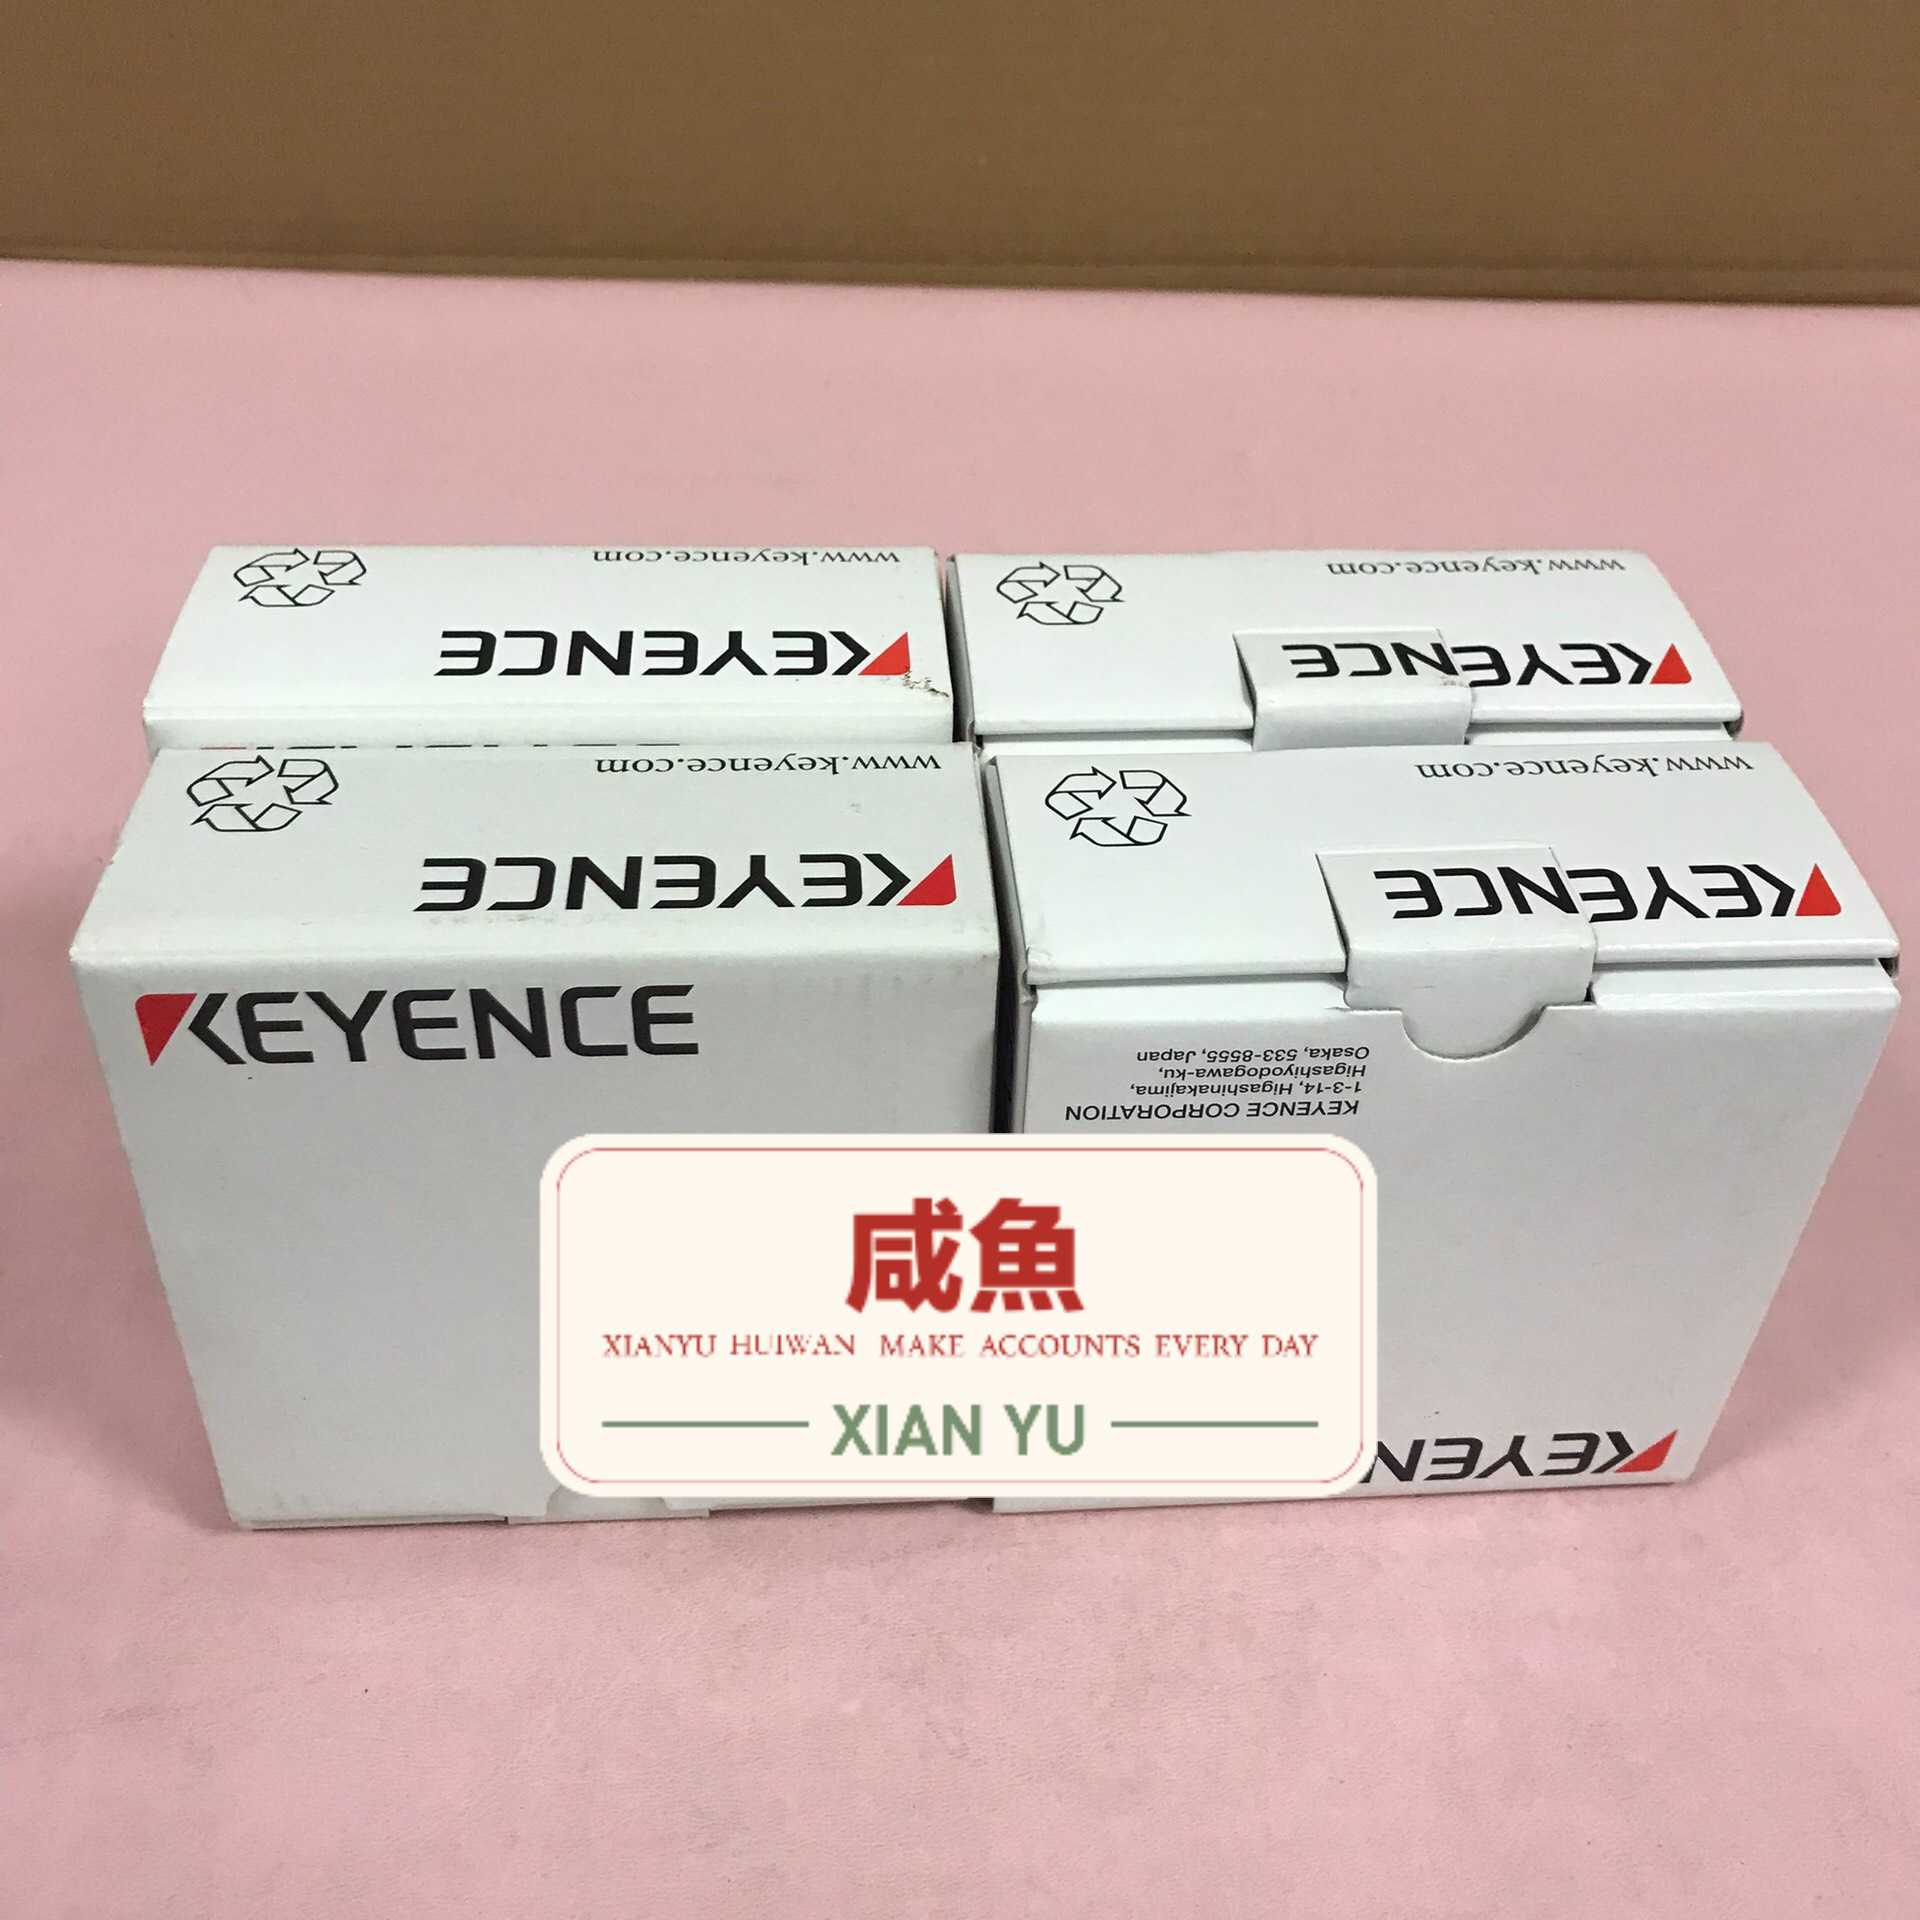 www.keyence.com
KEYENCE
www.keyence.com
KEYENCE
www.keyence.com
KEYENCE
www.keyence.com
KEYENCE
KEYENCE
KEYENCE CORPORATION
1-3-14, Higashinakajima,
Higashiyodogawa-ku,
Osaka, 533-8555, Japan
咸魚
XIANYU HUIWAN MAKE ACCOUNTS EVERY DAY
XIAN YU
KEYEN